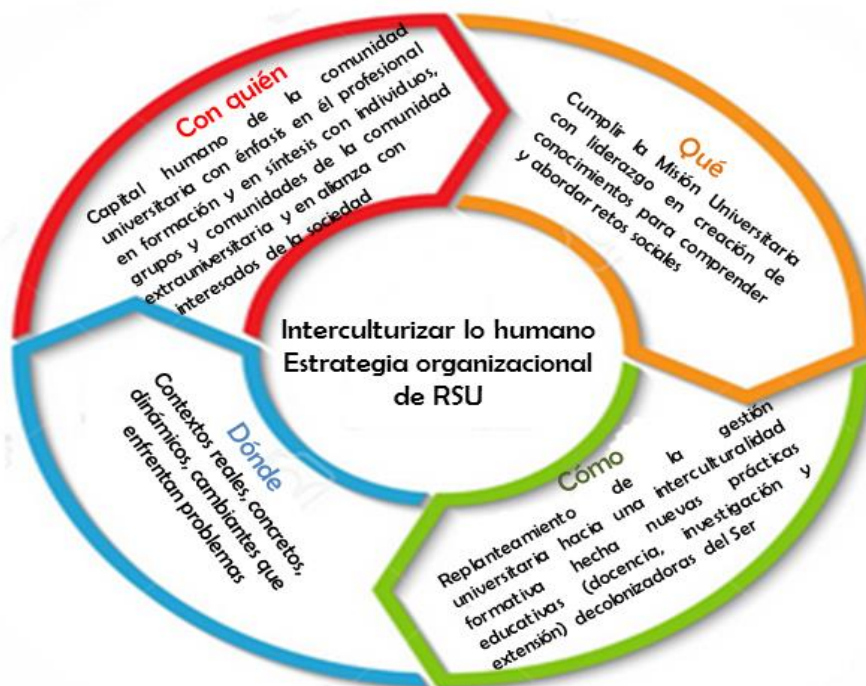 Con quién
Capital humano de la comunidad
universitaria con énfasis en él profesional
en formación y en síntesis con individuos,
grupos y comunidades de la comunidad
extrauniversitaria y en alianza con
interesados de la sociedad
Qué
Cumplir la Misión Universitaria
con liderazgo en creación de
conocimientos para comprender
y abordar retos sociales
Interculturizar lo humano
Estrategia organizacional
de RSU
Dónde
Contextos reales, concretos,
dinámicos, cambiantes que
enfrentan problemas
Cómo
Replanteamiento de la gestión
universitaria hacia una interculturalidad
formativa hecha nuevas prácticas
educativas (docencia, investigación y
extensión) decolonizadoras del Ser